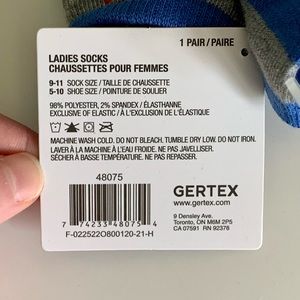 LADIES SOCKS
CHAUSSETTES POUR FEMMES
1 PAIR / PAIRE
9-11 SOCK SIZE / TAILLE DE CHAUSSETTE
5-10 SHOE SIZE / POINTURE DE SOULIER
98% POLYESTER, 2% SPANDEX / ÉLASTHANNE
EXCLUSIVE OF ELASTIC / À L'EXCLUSION DE L'ÉLASTIQUE
MACHINE WASH COLD. DO NOT BLEACH. TUMBLE DRY LOW. DO NOT IRON.
LAVER À LA MACHINE À L'EAU FROIDE. NE PAS JAVELLISER.
SÉCHER À BASSE TEMPÉRATURE. NE PAS REPASSER.
48075
7 74233 48075 4
F-022522O800120-21-H
GERTEX
www.gertex.com
9 Densley Ave.
Toronto, ON M6M 2P5
CA 07591 RN 92376